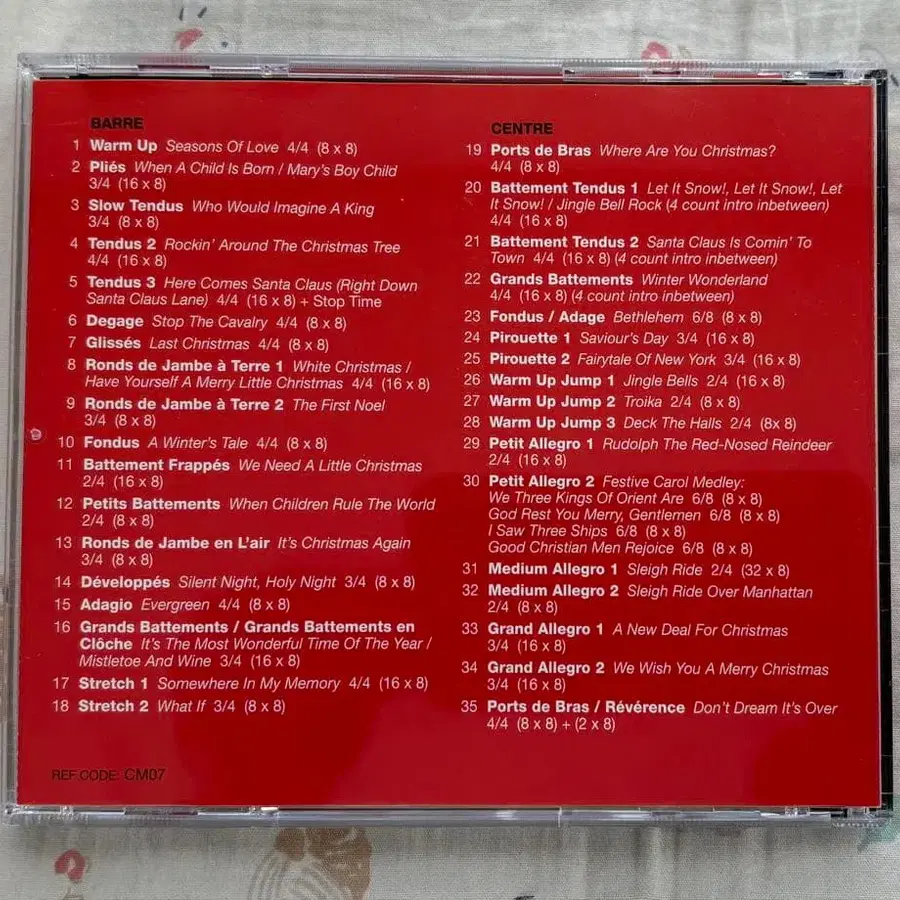 BARRE
1 Warm Up Seasons Of Love 4/4 (8 x 8)
2 Pliés When A Child Is Born / Mary's Boy Child
3/4 (16 x 8)
3 Slow Tendus Who Would Imagine A King
3/4 (8 x 8)
4 Tendus 2 Rockin' Around The Christmas Tree
4/4 (16 x 8)
5 Tendus 3 Here Comes Santa Claus (Right Down
Santa Claus Lane) 4/4 (16 x 8) + Stop Time
6 Degage Stop The Cavalry 4/4 (8 x 8)
7 Glissés Last Christmas 4/4 (8 x 8)
8 Ronds de Jambe à Terre 1 White Christmas /
Have Yourself A Merry Little Christmas 4/4 (16 x 8)
9 Ronds de Jambe à Terre 2 The First Noel
3/4 (8 x 8)
10 Fondus A Winter's Tale 4/4 (8 x 8)
11 Battement Frappés We Need A Little Christmas
2/4 (16 x 8)
12 Petits Battements When Children Rule The World
2/4 (8 x 8)
13 Ronds de Jambe en L'air It's Christmas Again
3/4 (8 x 8)
14 Développés Silent Night, Holy Night 3/4 (8 x 8)
15 Adagio Evergreen 4/4 (8 x 8)
16 Grands Battements / Grands Battements en
Clôche It's The Most Wonderful Time Of The Year /
Mistletoe And Wine 3/4 (16 x 8)
17 Stretch 1 Somewhere In My Memory 4/4 (16 x 8)
18 Stretch 2 What If 3/4 (8 x 8)
REF CODE: CM07
CENTRE
19 Ports de Bras Where Are You Christmas?
4/4 (8 x 8)
20 Battement Tendus 1 Let It Snow!, Let It Snow!, Let
It Snow! / Jingle Bell Rock (4 count intro inbetween)
4/4 (16 x 8)
21 Battement Tendus 2 Santa Claus Is Comin' To
Town 4/4 (16 x 8) (4 count intro inbetween)
22 Grands Battements Winter Wonderland
4/4 (16 x 8) (4 count intro inbetween)
23 Fondus / Adage Bethlehem 6/8 (8 x 8)
24 Pirouette 1 Saviour's Day 3/4 (16 x 8)
25 Pirouette 2 Fairytale Of New York 3/4 (16 x 8)
26 Warm Up Jump 1 Jingle Bells 2/4 (16 x 8)
27 Warm Up Jump 2 Troika 2/4 (8 x 8)
28 Warm Up Jump 3 Deck The Halls 2/4 (8x 8)
29 Petit Allegro 1 Rudolph The Red-Nosed Reindeer
2/4 (16 x 8)
30 Petit Allegro 2 Festive Carol Medley:
We Three Kings Of Orient Are 6/8 (8 x 8)
God Rest You Merry, Gentlemen 6/8 (8 x 8)
I Saw Three Ships 6/8 (8 x 8)
Good Christian Men Rejoice 6/8 (8 x 8)
31 Medium Allegro 1 Sleigh Ride 2/4 (32 x 8)
32 Medium Allegro 2 Sleigh Ride Over Manhattan
2/4 (8 x 8)
33 Grand Allegro 1 A New Deal For Christmas
3/4 (16 x 8)
34 Grand Allegro 2 We Wish You A Merry Christmas
3/4 (16 x 8)
35 Ports de Bras / Révérence Don't Dream It's Over
4/4 (8 x 8) + (2 x 8)